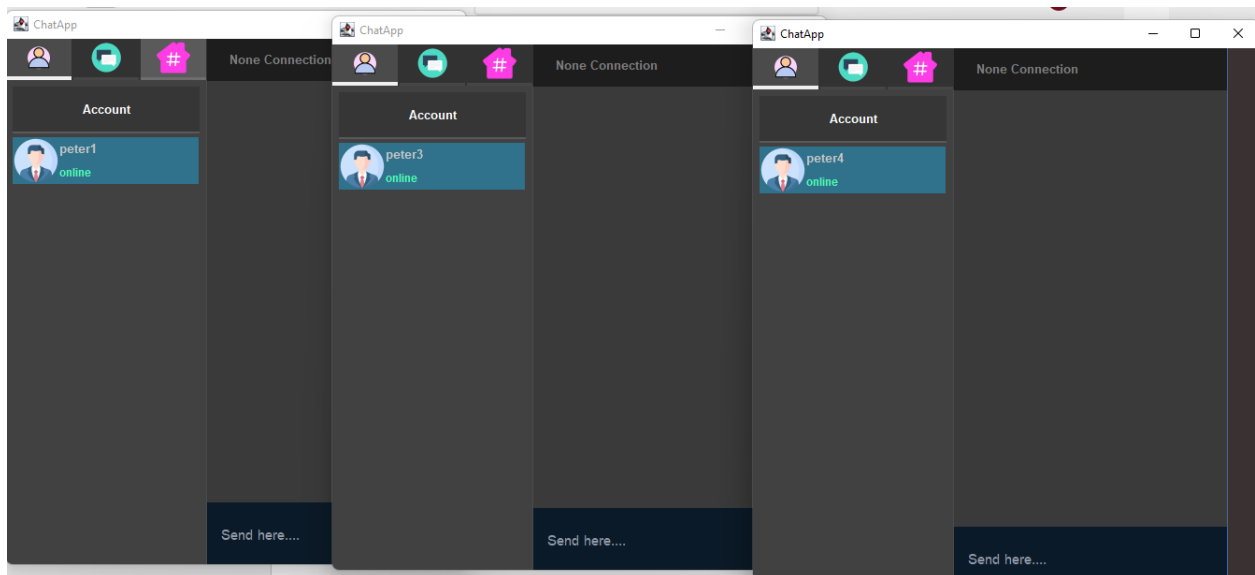 ChatApp
#
None Connection
Account
peter1
online
Send here....
ChatApp
#
None Connection
Account
peter3
online
Send here....
ChatApp
#
None Connection
Account
peter4
online
Send here....